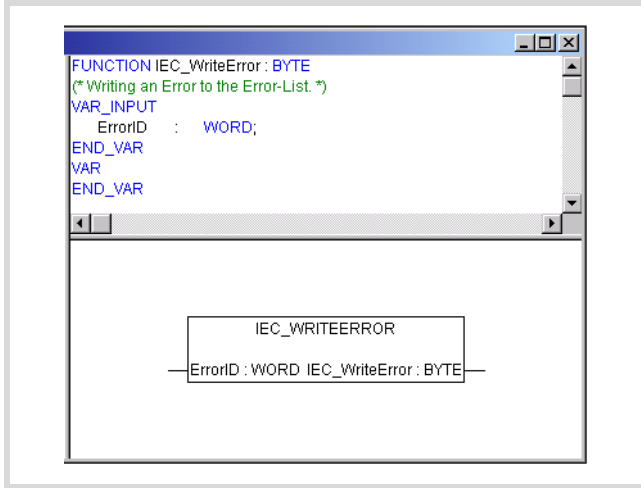 FUNCTION IEC_WriteError : BYTE
(* Writing an Error to the Error-List. *)
VAR_INPUT
ErrorID : WORD;
END_VAR
VAR
END_VAR
IEC_WRITEERROR
ErrorID : WORD IEC_WriteError : BYTE